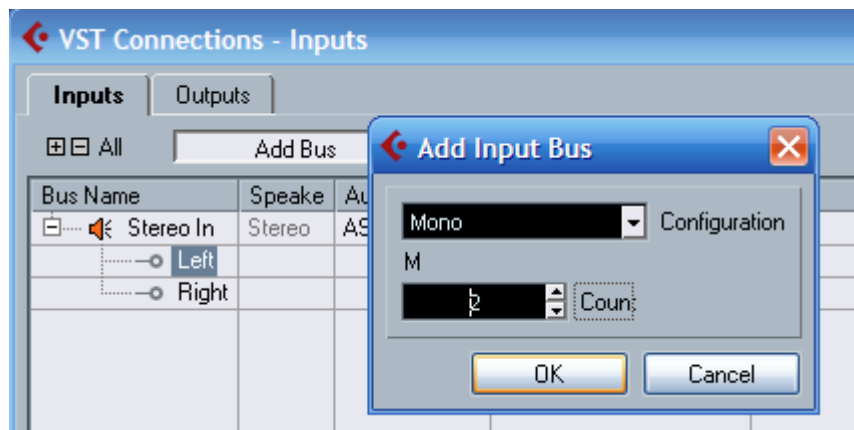 VST Connections - Inputs
Inputs Outputs
All Add Bus
Add Input Bus
Bus Name Speake Au
Stereo In Stereo AS
Left
Right
Mono Configuration
M
2 Count
OK Cancel